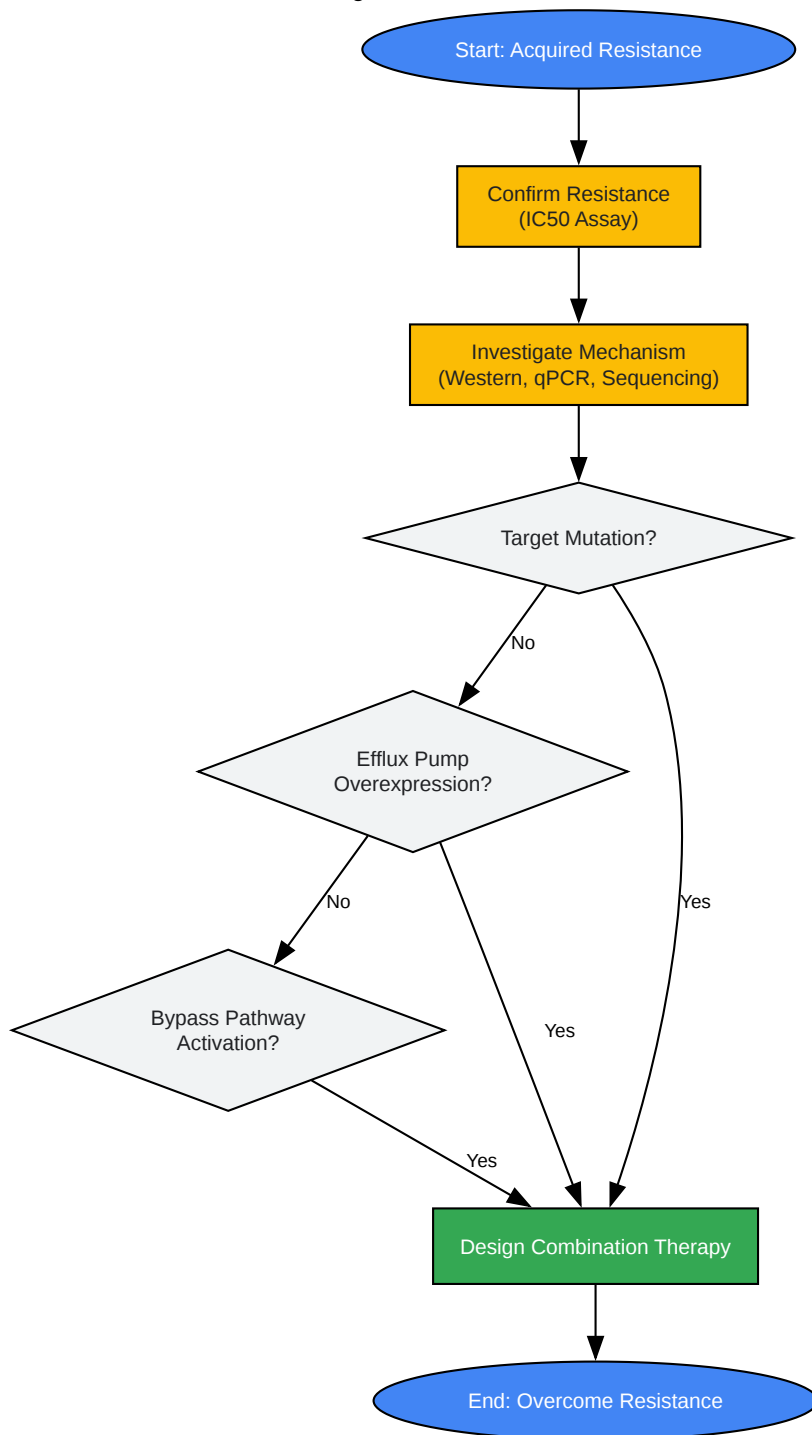 Start: Acquired Resistance
Confirm Resistance
(IC50 Assay)
Investigate Mechanism
(Western, qPCR, Sequencing)
Target Mutation?
No
Efflux Pump
Overexpression?
Yes
No
Bypass Pathway
Activation?
Yes
Yes
Design Combination Therapy
End: Overcome Resistance